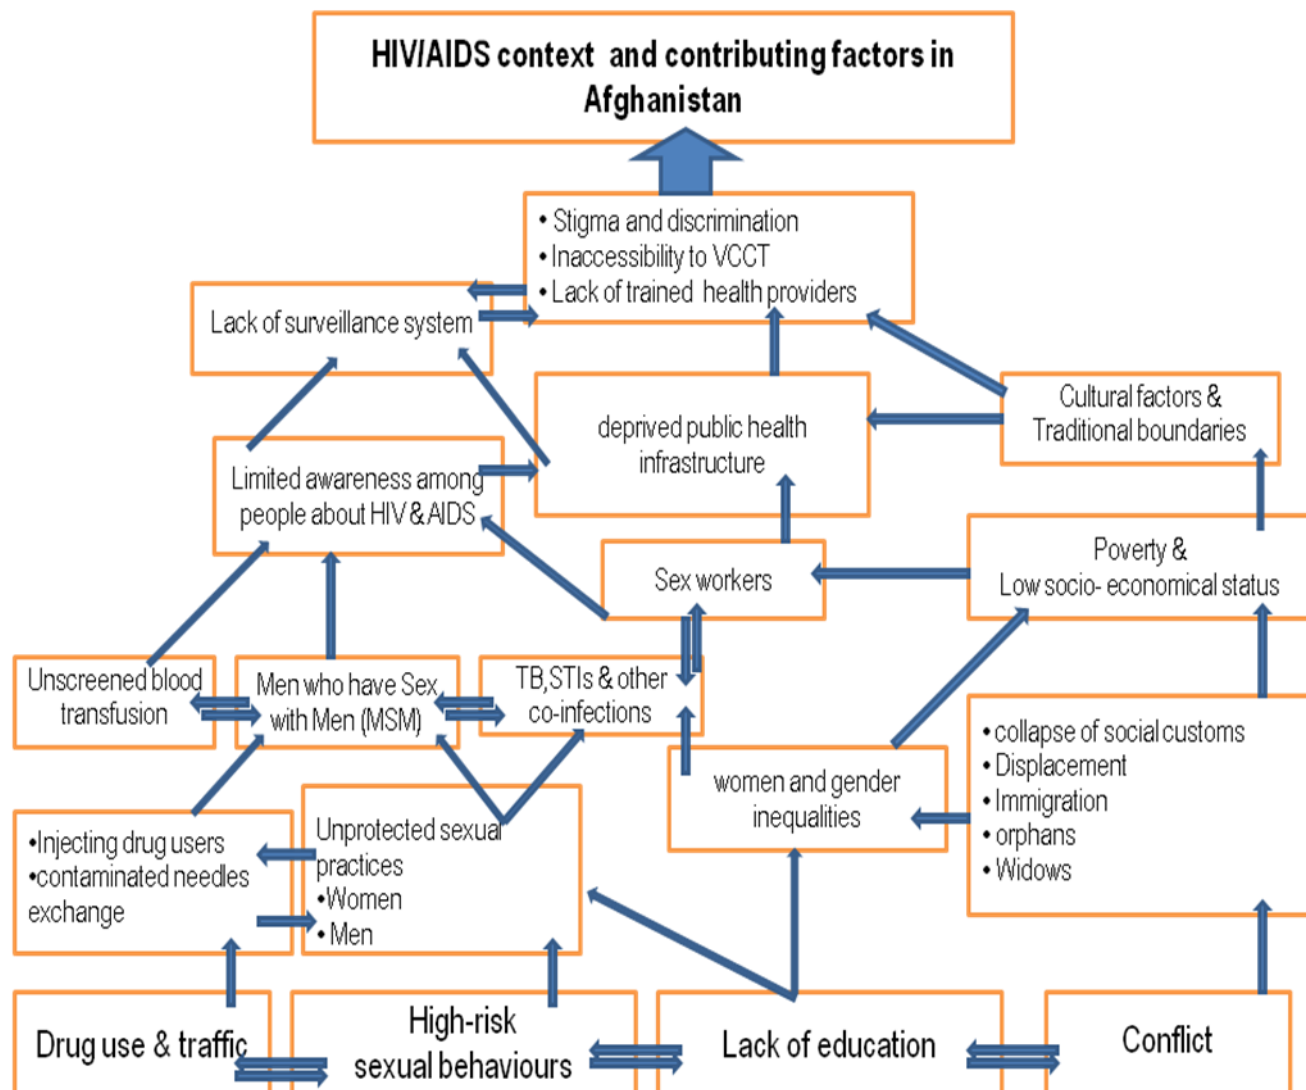 HIV/AIDS context and contributing factors in
Afghanistan
• Stigma and discrimination
• Inaccessibility to VCCT
• Lack of trained health providers
Lack of surveillance system
deprived public health
infrastructure
Cultural factors &
Traditional boundaries
Limited awareness among
people about HIV & AIDS
Sex workers
Poverty &
Low socio- economical status
Unscreened blood
transfusion
Men who have Sex
with Men (MSM)
TB,STIs & other
co-infections
women and gender
inequalities
• collapse of social customs
• Displacement
• Immigration
• orphans
• Widows
•Injecting drug users
•contaminated needles
exchange
Unprotected sexual
practices
•Women
• Men
Drug use & traffic
High-risk
sexual behaviours
Lack of education
Conflict